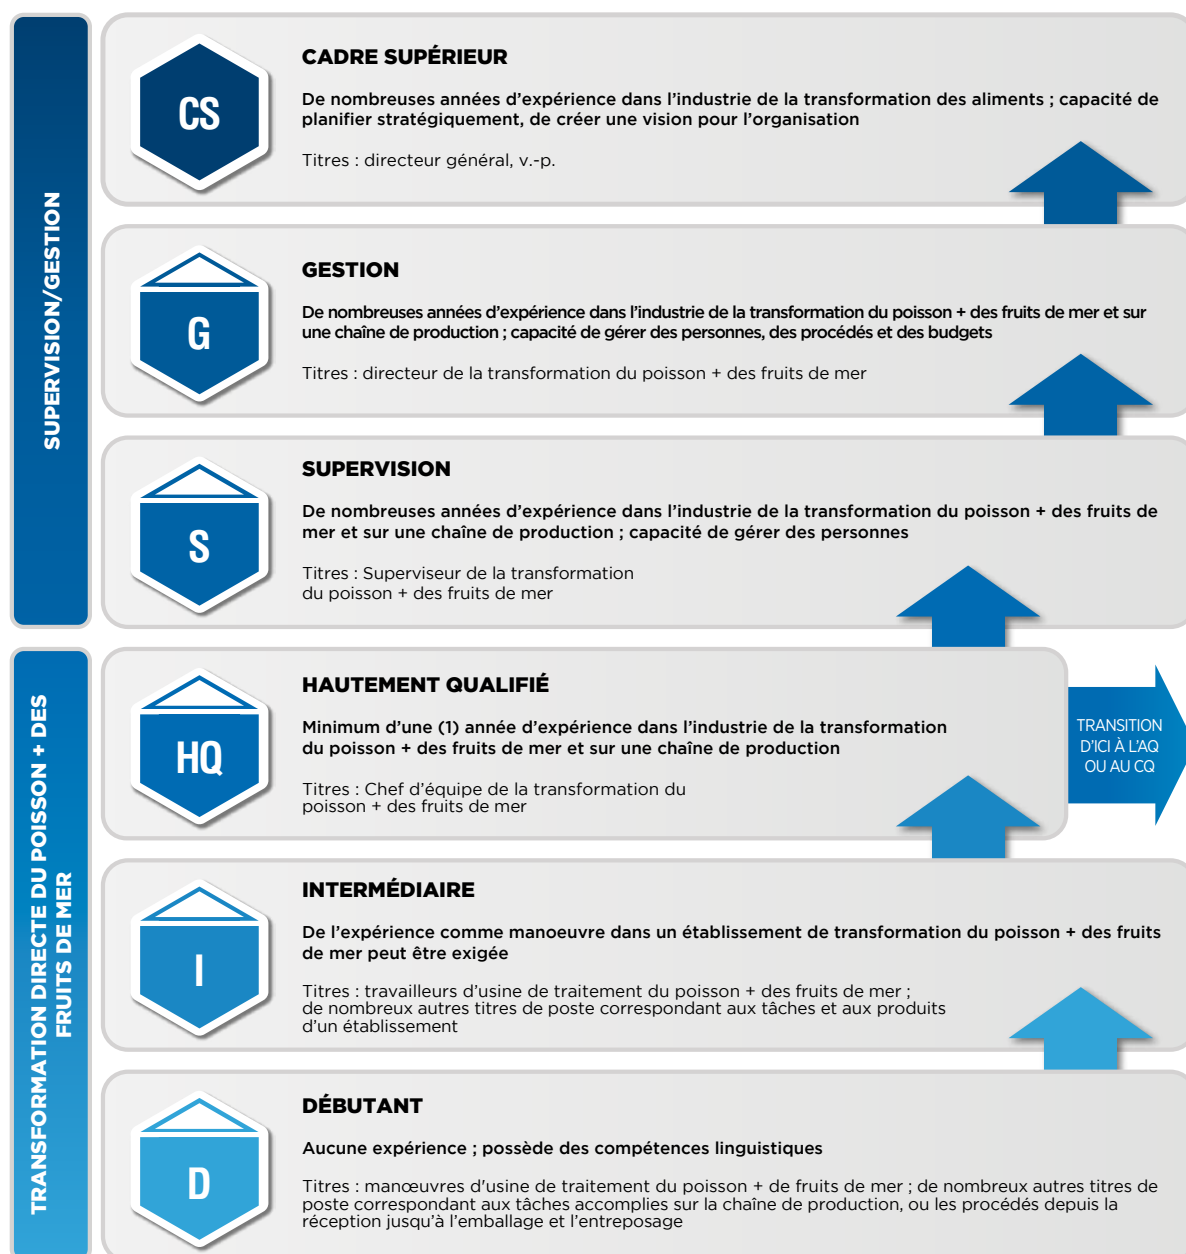 SUPERVISION/GESTION
CS
CADRE SUPÉRIEUR
De nombreuses années d’expérience dans l’industrie de la transformation des aliments ; capacité de
planifier stratégiquement, de créer une vision pour l’organisation
Titres : directeur général, v.-p.
G
GESTION
De nombreuses années d’expérience dans l’industrie de la transformation du poisson + des fruits de mer et sur
une chaîne de production ; capacité de gérer des personnes, des procédés et des budgets
Titres : directeur de la transformation du poisson + des fruits de mer
S
SUPERVISION
De nombreuses années d’expérience dans l’industrie de la transformation du poisson + des fruits de
mer et sur une chaîne de production ; capacité de gérer des personnes
Titres : Superviseur de la transformation
du poisson + des fruits de mer
TRANSFORMATION DIRECTE DU POISSON + DES
FRUITS DE MER
HQ
HAUTEMENT QUALIFIÉ
Minimum d’une (1) année d’expérience dans l’industrie de la transformation
du poisson + des fruits de mer et sur une chaîne de production
Titres : Chef d’équipe de la transformation du
poisson + des fruits de mer
TRANSITION
D’ICI À L’AQ
OU AU CQ
I
INTERMÉDIAIRE
De l’expérience comme manoeuvre dans un établissement de transformation du poisson + des fruits
de mer peut être exigée
Titres : travailleurs d’usine de traitement du poisson + des fruits de mer ;
de nombreux autres titres de poste correspondant aux tâches et aux produits
d’un établissement
D
DÉBUTANT
Aucune expérience ; possède des compétences linguistiques
Titres : manœuvres d'usine de traitement du poisson + de fruits de mer ; de nombreux autres titres de
poste correspondant aux tâches accomplies sur la chaîne de production, ou les procédés depuis la
réception jusqu’à l’emballage et l’entreposage